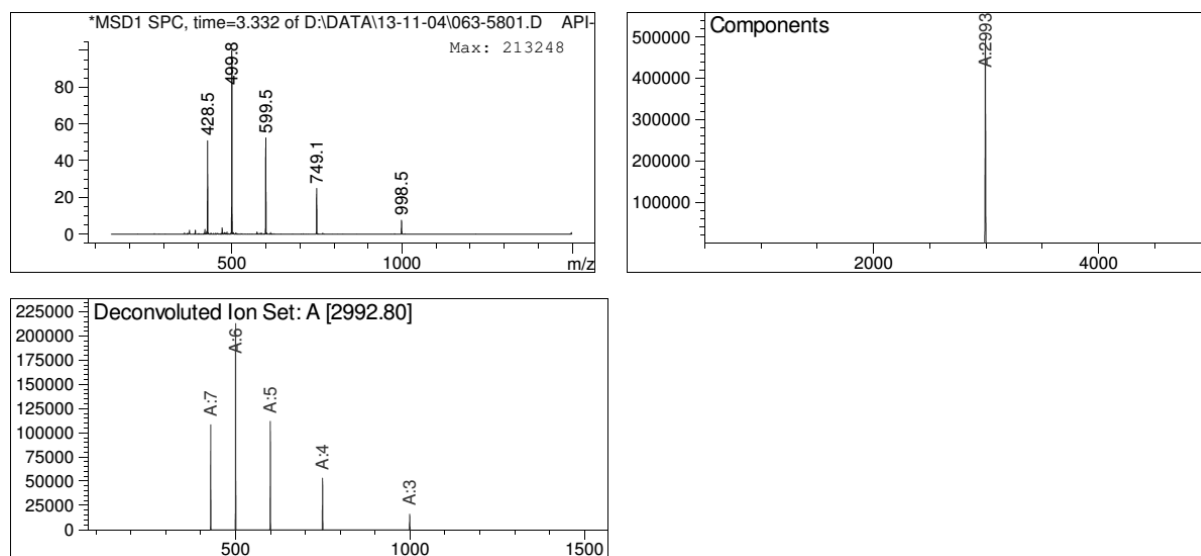 *MSD1 SPC, time=3.332 of D:\DATA\13-11-04\063-5801.D API-
Max: 213248
80
60
40
20
0
428.5
499.8
599.5
749.1
998.5
500
1000
m/z
Components
500000
400000
300000
200000
100000
A:2993
2000
4000
Deconvoluted Ion Set: A [2992.80]
225000
200000
175000
150000
125000
100000
75000
50000
25000
0
A:7
A:6
A:5
A:4
A:3
500
1000
1500